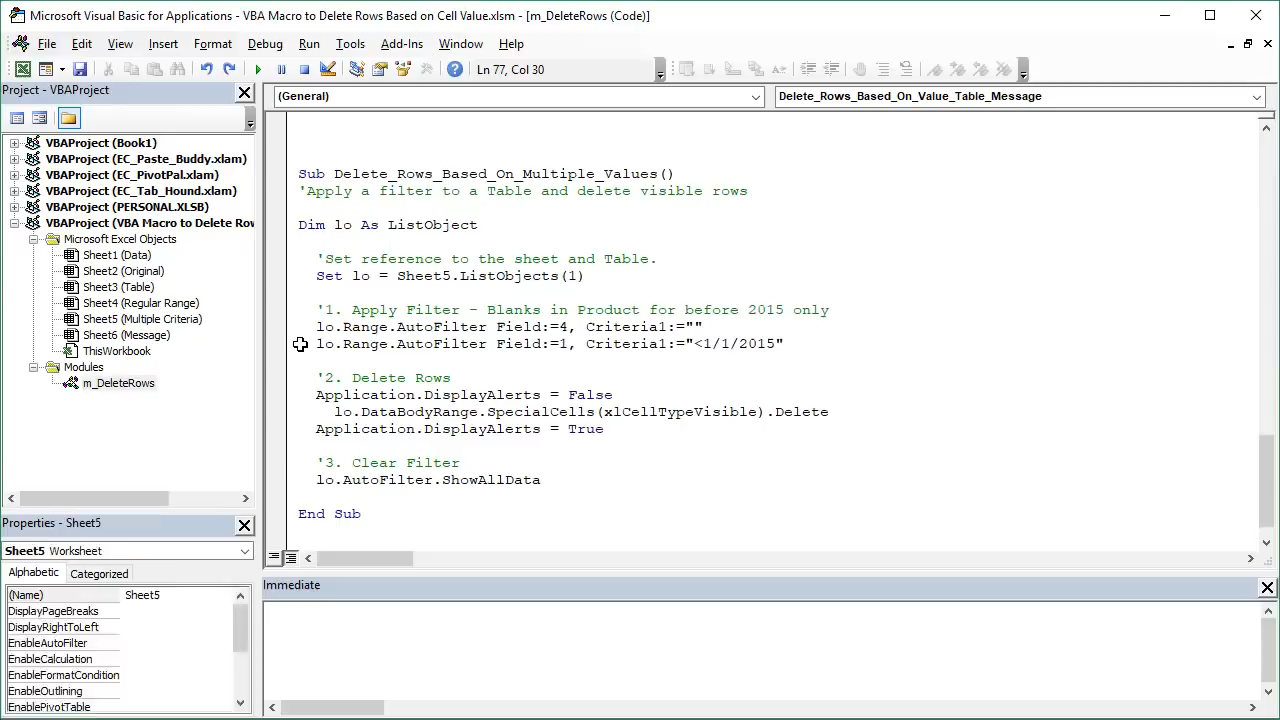 Microsoft Visual Basic for Applications - VBA Macro to Delete Rows Based on Cell Value.xlsm - [m_DeleteRows (Code)]
File Edit View Insert Format Debug Run Tools Add-Ins Window Help
Ln 77, Col 30
Project - VBAProject
(General)
Delete_Rows_Based_On_Value_Table_Message
VBAProject (Book1)
VBAProject (EC_Paste_Buddy.xlam)
VBAProject (EC_PivotPal.xlam)
VBAProject (EC_Tab_Hound.xlam)
VBAProject (PERSONAL.XLSB)
VBAProject (VBA Macro to Delete Rov
Microsoft Excel Objects
Sheet1 (Data)
Sheet2 (Original)
Sheet3 (Table)
Sheet4 (Regular Range)
Sheet5 (Multiple Criteria)
Sheet6 (Message)
ThisWorkbook
Modules
m_DeleteRows
Sub Delete_Rows_Based_On_Multiple_Values()
'Apply a filter to a Table and delete visible rows
Dim lo As ListObject
'Set reference to the sheet and Table.
Set lo = Sheet5.ListObjects(1)
'1. Apply Filter - Blanks in Product for before 2015 only
lo.Range.AutoFilter Field:=4, Criteria1:=""
lo.Range.AutoFilter Field:=1, Criteria1:="<1/1/2015"
'2. Delete Rows
Application.DisplayAlerts = False
lo.DataBodyRange.SpecialCells(xlCellTypeVisible).Delete
Application.DisplayAlerts = True
'3. Clear Filter
lo.AutoFilter.ShowAllData
End Sub
Properties - Sheet5
Sheet5 Worksheet
Alphabetic Categorized
(Name) Sheet5
DisplayPageBreaks
DisplayRightToLeft
EnableAutoFilter
EnableCalculation
EnableFormatCondition
EnableOutlining
EnablePivotTable
Immediate